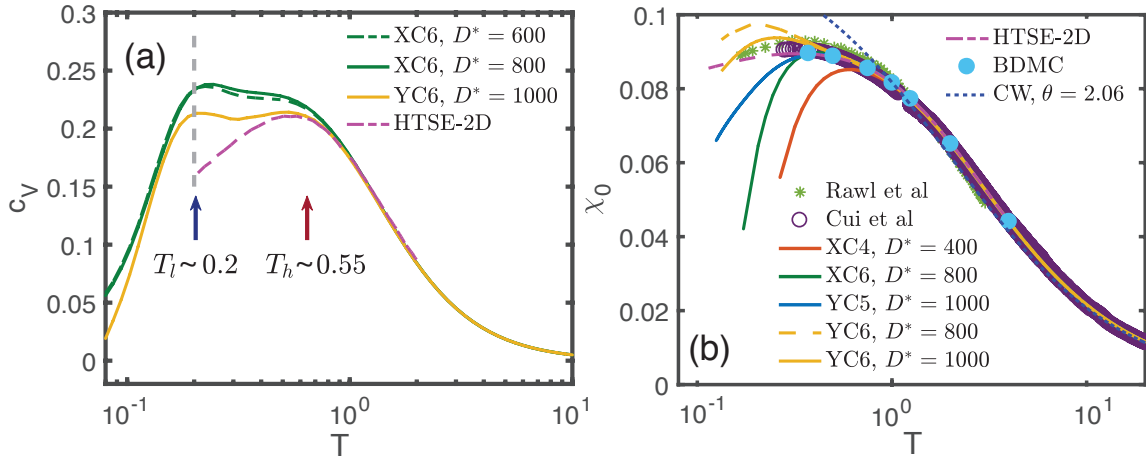 (a)
XC6, D* = 600
XC6, D* = 800
YC6, D* = 1000
HTSE-2D
0.3
0.25
0.2
0.15
0.1
0.05
0
c_V
T_l ~ 0.2
T_h ~ 0.55
10^-1
10^0
10^1
T
0.1
0.08
0.06
0.04
0.02
0
χ_0
HTSE-2D
BDMC
CW, θ = 2.06
Rawl et al
Cui et al
XC4, D* = 400
XC6, D* = 800
YC5, D* = 1000
YC6, D* = 800
YC6, D* = 1000
(b)
10^-1
10^0
10^1
T